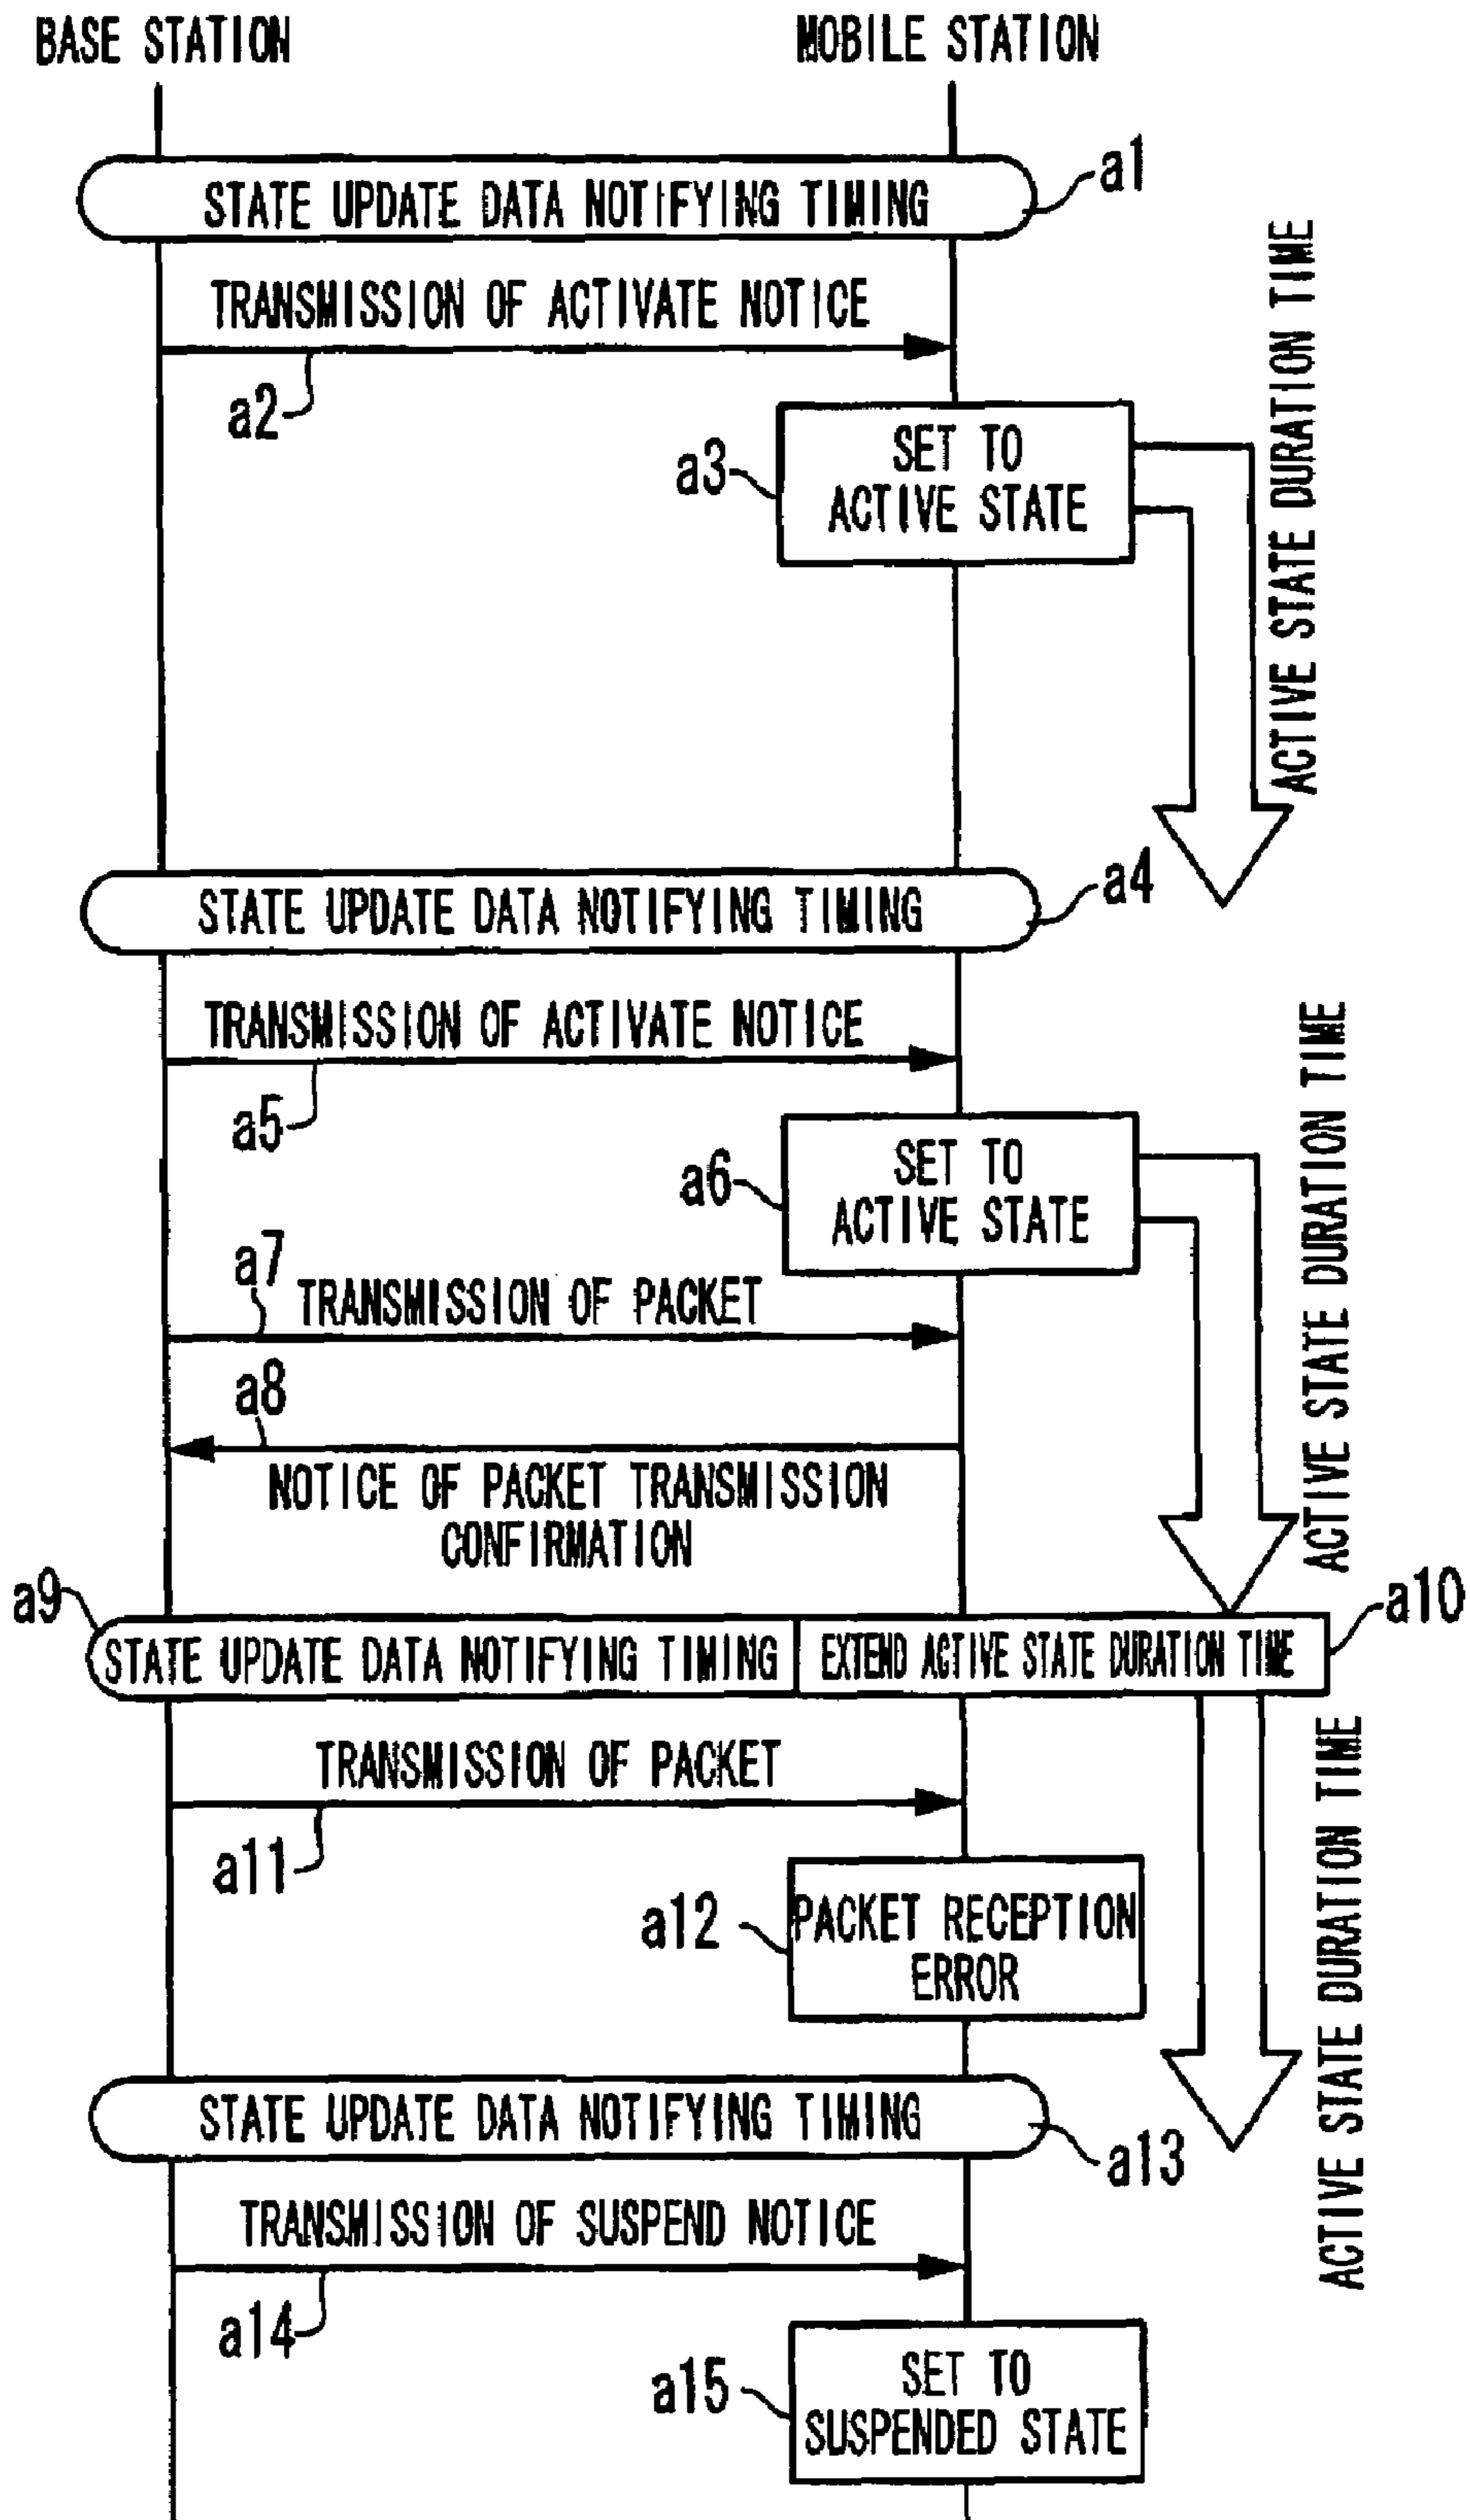 BASE STATION
MOBILE STATION
STATE UPDATE DATA NOTIFYING TIMING
a1
TRANSMISSION OF ACTIVATE NOTICE
a2
a3
SET TO
ACTIVE STATE
ACTIVE STATE DURATION TIME
STATE UPDATE DATA NOTIFYING TIMING
a4
TRANSMISSION OF ACTIVATE NOTICE
a5
a6
SET TO
ACTIVE STATE
ACTIVE STATE DURATION TIME
a7
TRANSMISSION OF PACKET
a8
NOTICE OF PACKET TRANSMISSION
CONFIRMATION
a9
STATE UPDATE DATA NOTIFYING TIMING
EXTEND ACTIVE STATE DURATION TIME
a10
TRANSMISSION OF PACKET
a11
a12
PACKET RECEPTION
ERROR
ACTIVE STATE DURATION TIME
STATE UPDATE DATA NOTIFYING TIMING
a13
TRANSMISSION OF SUSPEND NOTICE
a14
a15
SET TO
SUSPENDED STATE